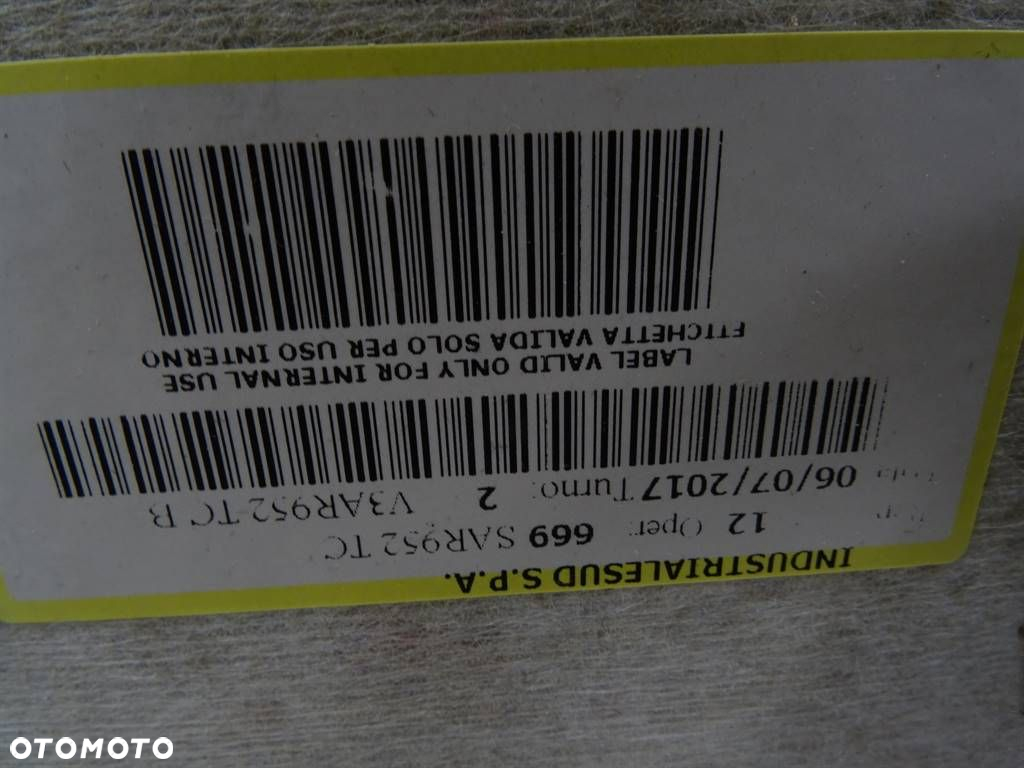 INDUSTRIALESUD S.P.A.
12 Oper: 669 SAR952 TC
06/07/2017 Turno: 2 V3AR952 TC B
LABEL VALID ONLY FOR INTERNAL USE
ETICHETTA VALIDA SOLO PER USO INTERNO
OTOMOTO